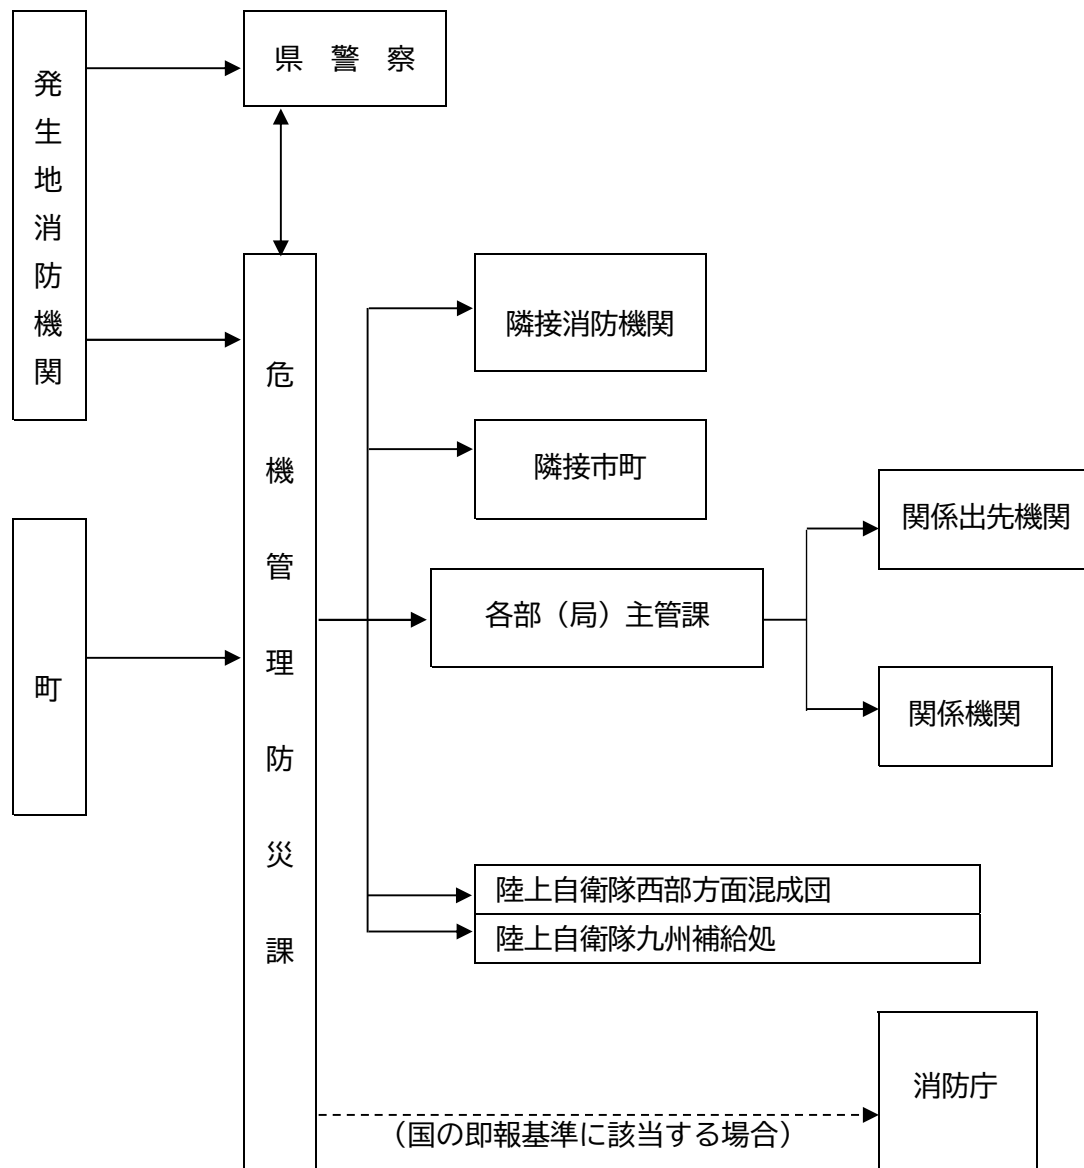 県 警 察
発生地消防機関
危機管理防災課
隣接消防機関
隣接市町
関係出先機関
各部（局）主管課
町
関係機関
陸上自衛隊西部方面混成団
陸上自衛隊九州補給処
消防庁
（国の即報基準に該当する場合）